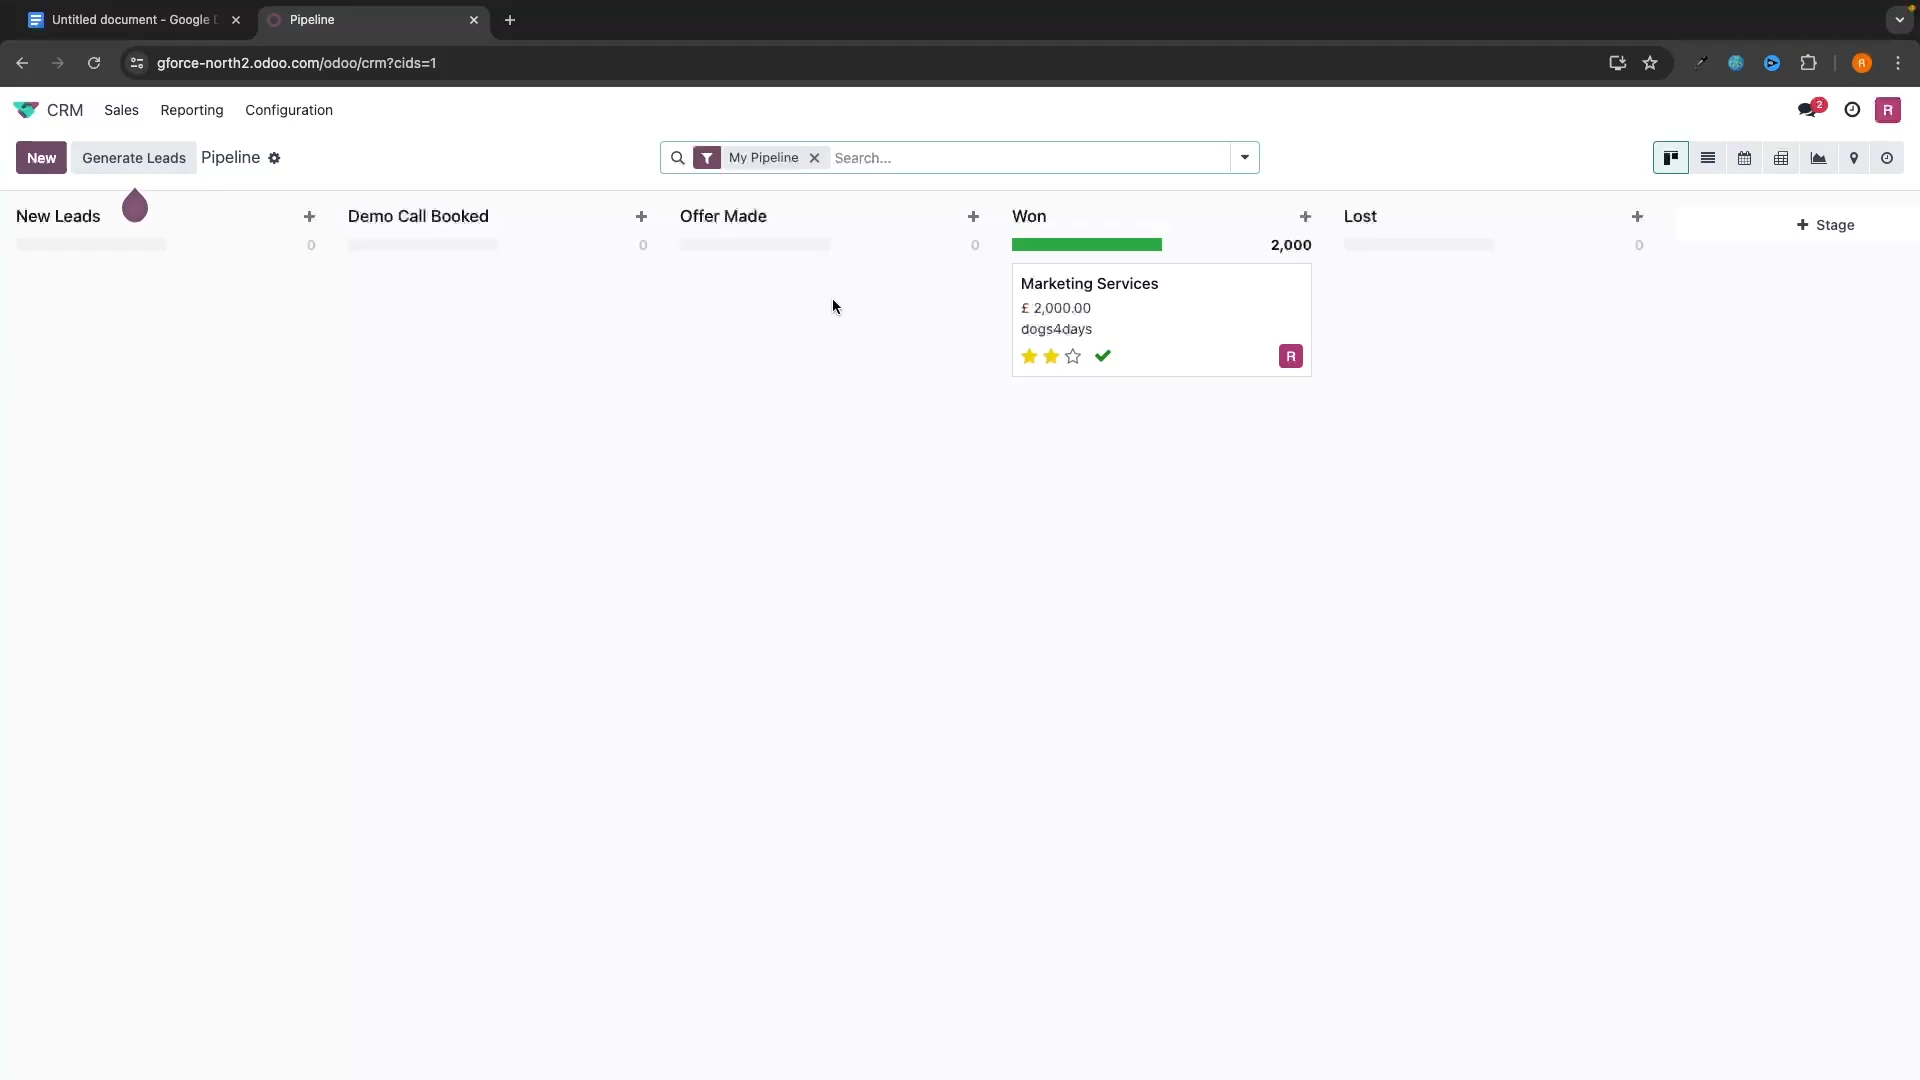 Untitled document - Google D
Pipeline
gforce-north2.odoo.com/odoo/crm?cids=1
R
CRM Sales Reporting Configuration
2
R
New Generate Leads Pipeline
My Pipeline Search...
New Leads
0
Demo Call Booked
0
Offer Made
0
Won
2,000
Marketing Services
£ 2,000.00
dogs4days
R
Lost
0
Stage